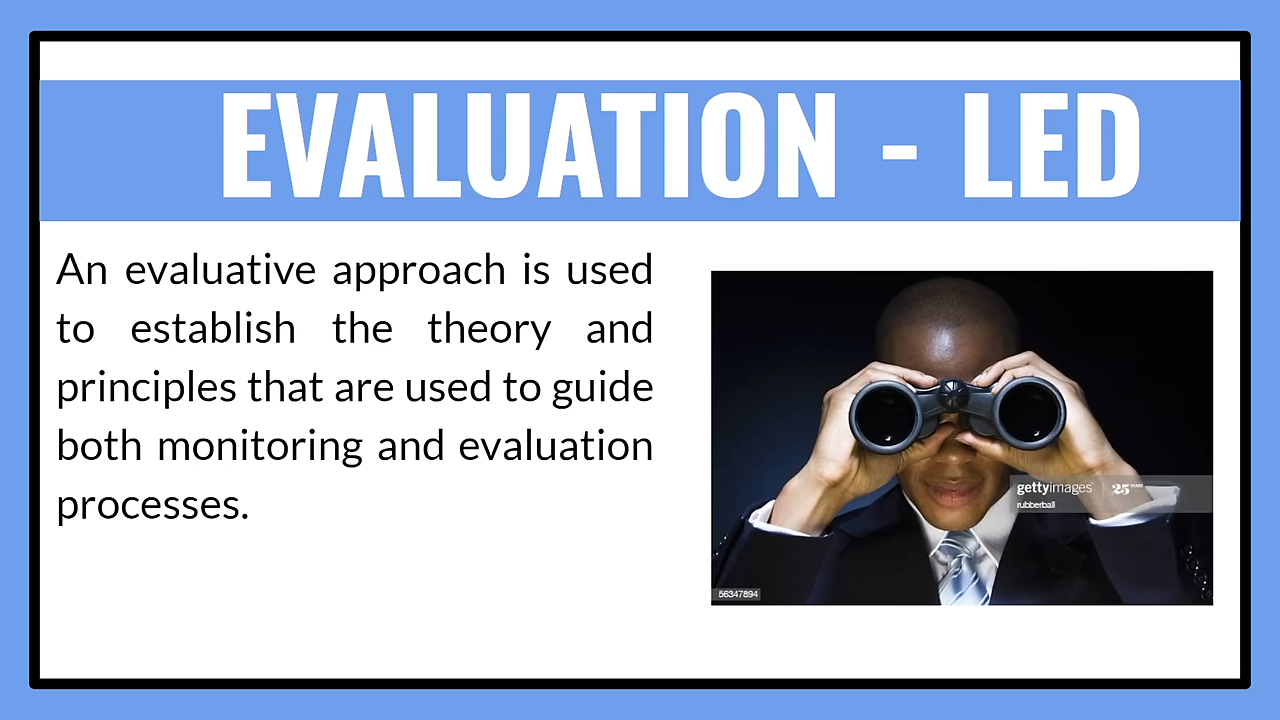 EVALUATION - LED
An evaluative approach is used
to establish the theory and
principles that are used to guide
both monitoring and evaluation
processes.
gettyimages® 25 YEARS
rubberball
56347894